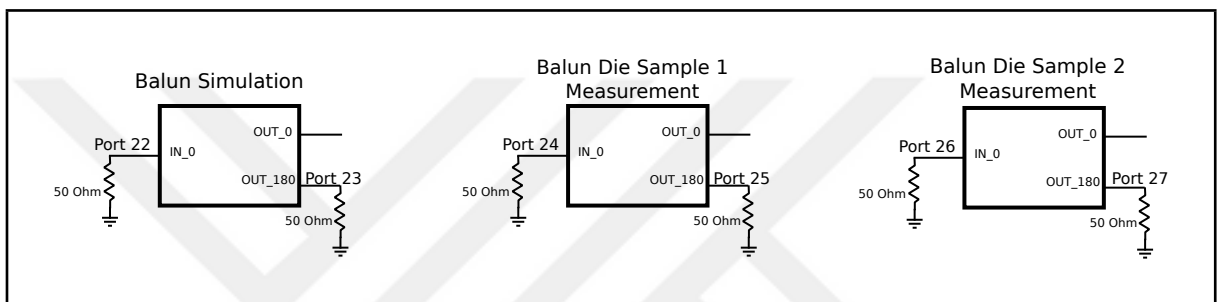 Balun Simulation
Port 22
IN_0
OUT_0
OUT_180
Port 23
50 Ohm
50 Ohm
Balun Die Sample 1
Measurement
Port 24
IN_0
OUT_0
OUT_180
Port 25
50 Ohm
50 Ohm
Balun Die Sample 2
Measurement
Port 26
IN_0
OUT_0
OUT_180
Port 27
50 Ohm
50 Ohm